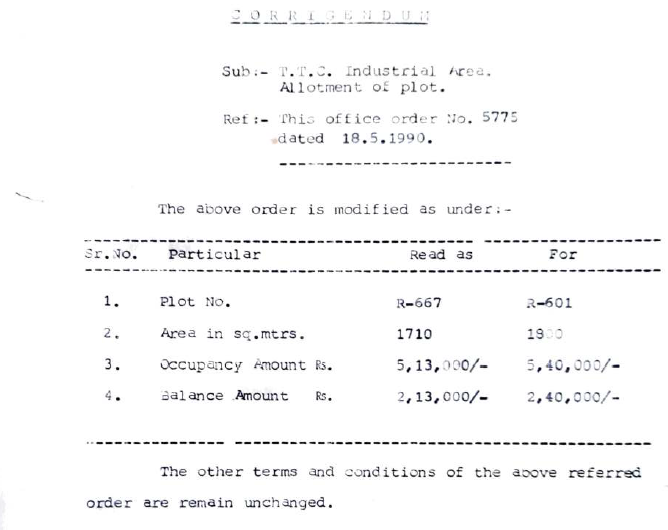 CORRIGENDUM
Sub:- T.T.C. Industrial Area.
Allotment of plot.
Ref:- This office order No. 5775
dated 18.5.1990.
The above order is modified as under:-
Sr.No. Particular Read as For
1. Plot No. R-667 R-601
2. Area in sq.mtrs. 1710
3. Occupancy Amount Rs. 5,13,000/- 5,40,000/-
4. Balance Amount Rs. 2,13,000/- 2,40,000/-
The other terms and conditions of the above referred
order are remain unchanged.